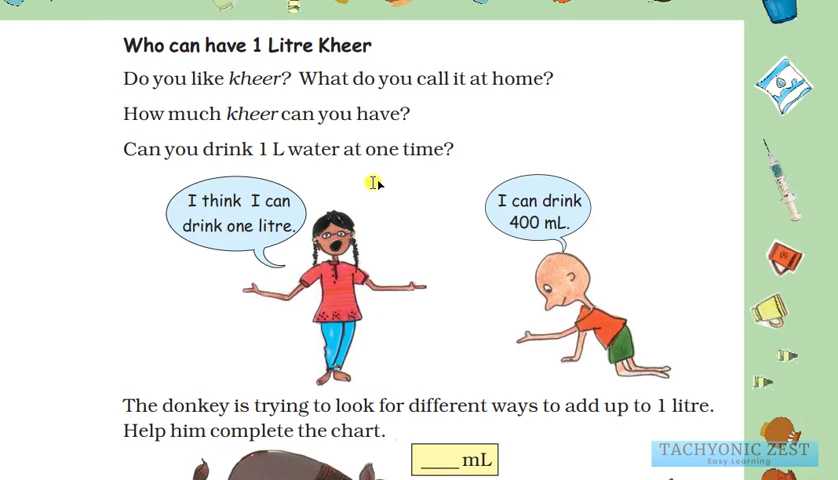 Who can have 1 Litre Kheer
Do you like kheer? What do you call it at home?
How much kheer can you have?
Can you drink 1 L water at one time?
I think I can
drink one litre.
I can drink
400 mL.
The donkey is trying to look for different ways to add up to 1 litre.
Help him complete the chart.
____ mL
TACHYONIC ZEST
Easy Learning